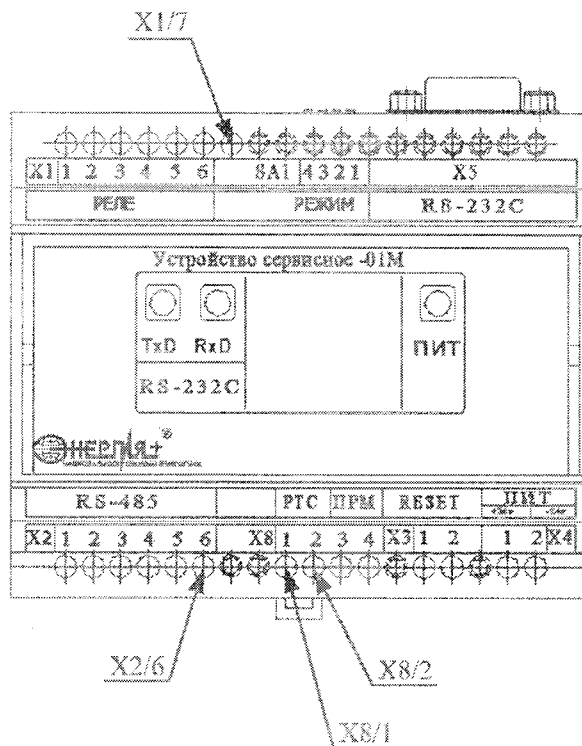 X1/7
X1 1 2 3 4 5 6 SA1 4 3 2 1 X5
РЕЛЕ РЕЖИМ RS-232C
Устройство сервисное -01М
TxD RxD ПИТ
RS-232C
НЕРГИЯ+®
RS-485 РТС ПРМ RESET ПИТ
X2 1 2 3 4 5 6 X8 1 2 3 4 X3 1 2 1 2 X4
X2/6 X8/2
X8/1